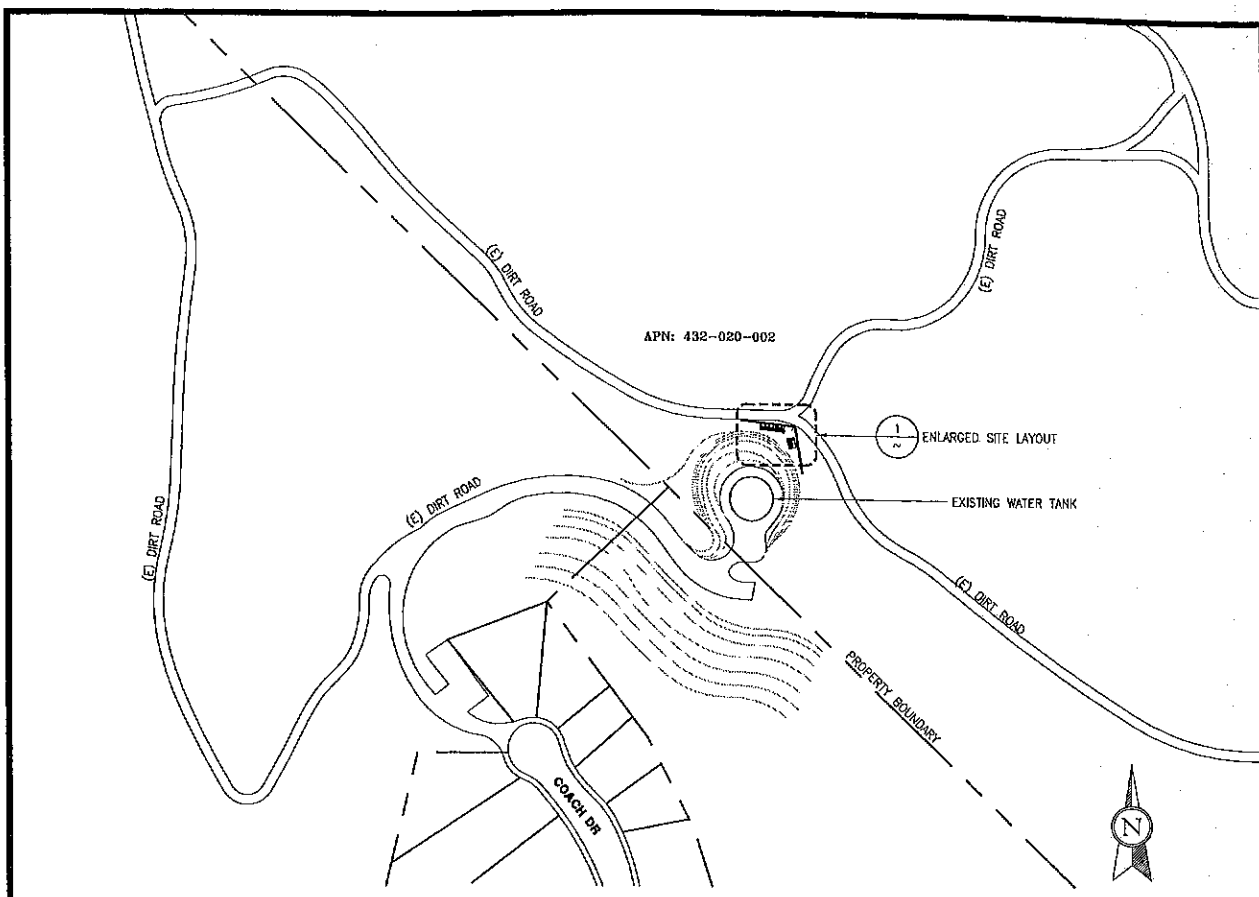 (E) DIRT ROAD
(E) DIRT ROAD
APN: 432-020-002
1
2
ENLARGED SITE LAYOUT
EXISTING WATER TANK
(E) DIRT ROAD
(E) DIRT ROAD
(E) DIRT ROAD
PROPERTY BOUNDARY
COACH DR
N